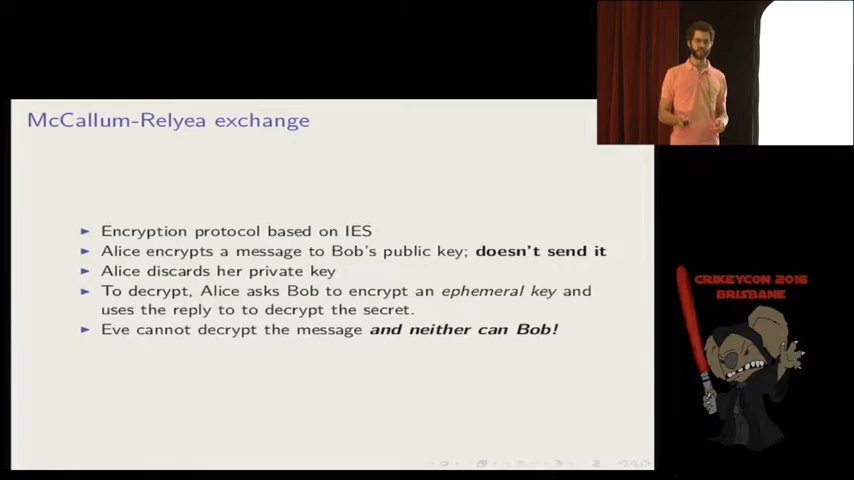 McCallum-Relyea exchange
Encryption protocol based on IES
Alice encrypts a message to Bob's public key; doesn't send it
Alice discards her private key
To decrypt, Alice asks Bob to encrypt an ephemeral key and
uses the reply to to decrypt the secret.
Eve cannot decrypt the message and neither can Bob!
CRIKEYCON 2016
BRISBANE